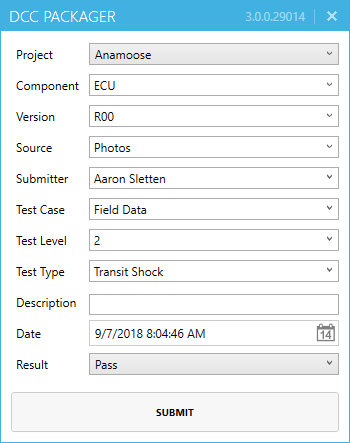 DCC PACKAGER 3.0.0.29014
Project Anamoose
Component ECU
Version R00
Source Photos
Submitter Aaron Sletten
Test Case Field Data
Test Level 2
Test Type Transit Shock
Description
Date 9/7/2018 8:04:46 AM 14
Result Pass
SUBMIT